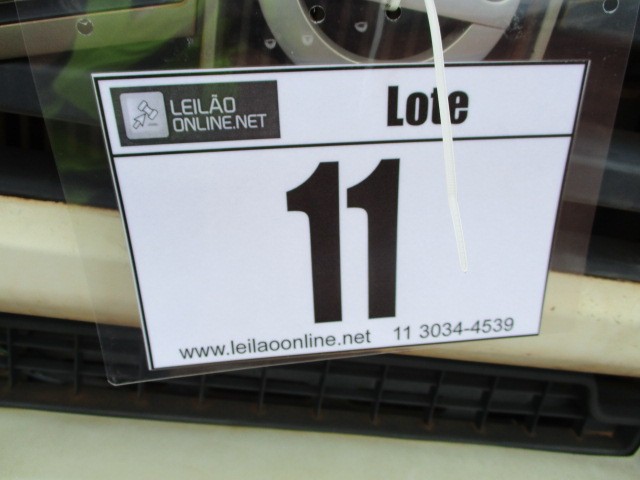 LEILÃO
ONLINE.NET
Lote
11
www.leilaoonline.net 11 3034-4539